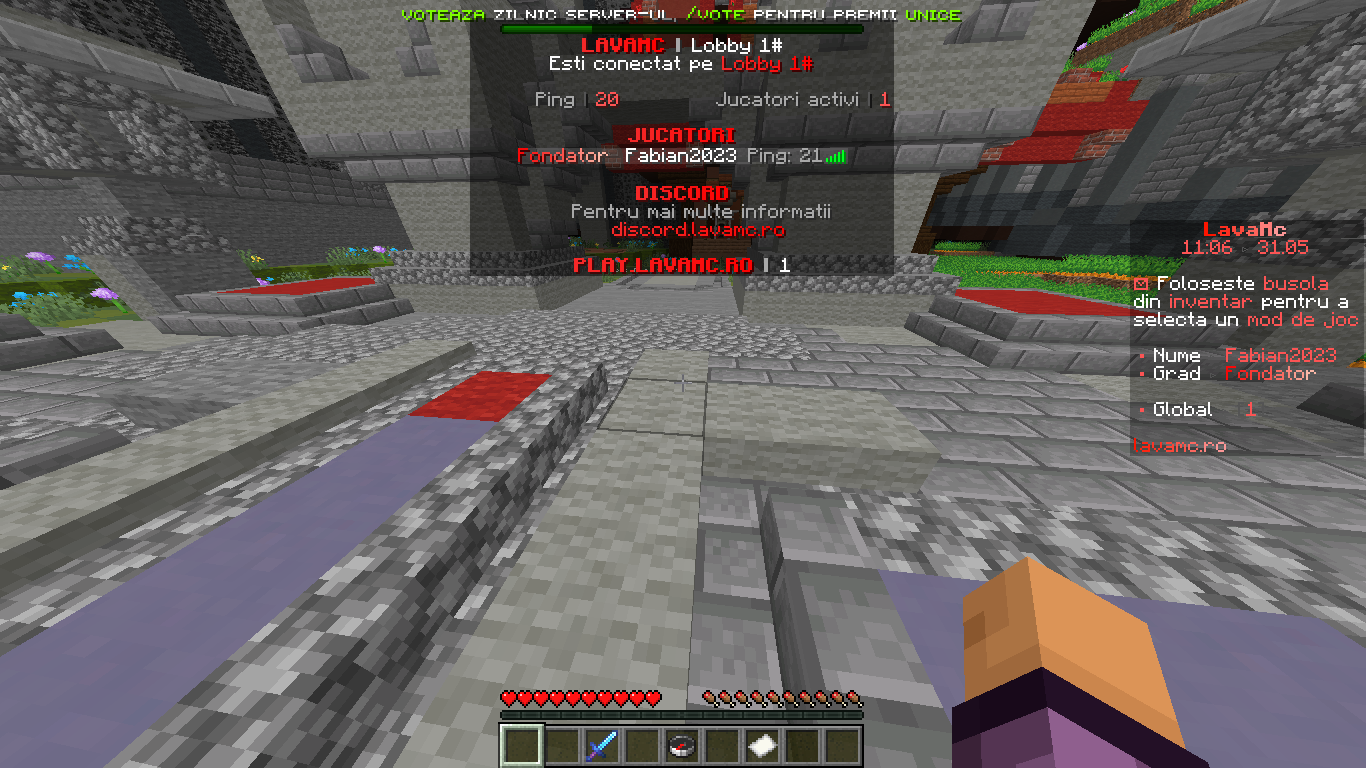 VOTEAZA ZILNIC SERVER-UL, /VOTE PENTRU PREMII UNICE
LAVAMC | Lobby 1#
Esti conectat pe Lobby 1#
Ping | 20 Jucatori activi | 1
JUCATORI
Fondator Fabian2023 Ping: 21
DISCORD
Pentru mai multe informatii
discord.lavamc.ro
PLAY.LAVAMC.RO | 1
LavaMc
11:06 31.05
Foloseste busola
din inventar pentru a
selecta un mod de joc
• Nume Fabian2023
• Grad Fondator
• Global | 1
lavamc.ro